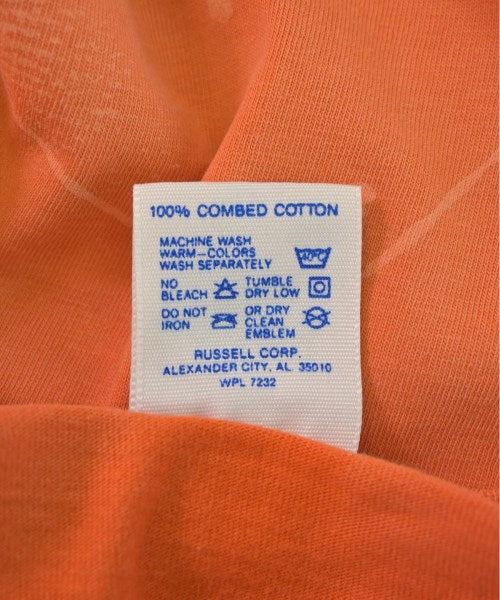 100% COMBED COTTON
MACHINE WASH
WARM-COLORS
WASH SEPARATELY 40°C
NO TUMBLE
BLEACH DRY LOW
DO NOT OR DRY
IRON CLEAN
EMBLEM
RUSSELL CORP.
ALEXANDER CITY, AL 35010
WPL 7232